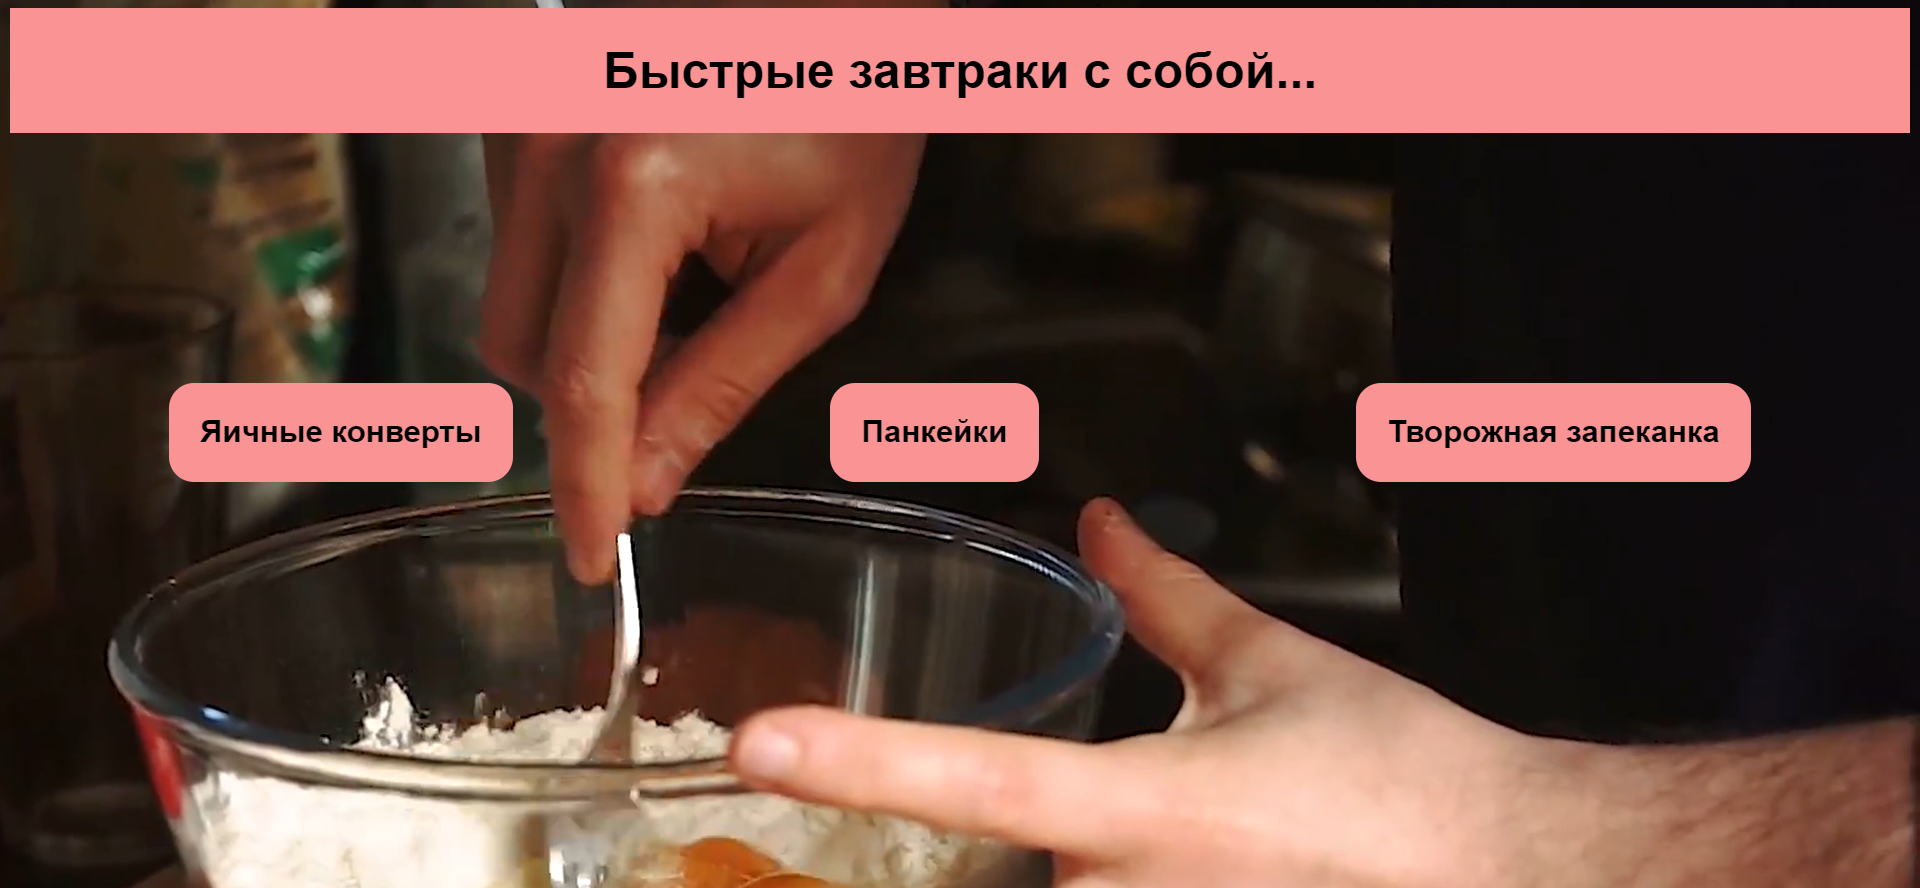 Быстрые завтраки с собой...
Яичные конверты
Панкейки
Творожная запеканка